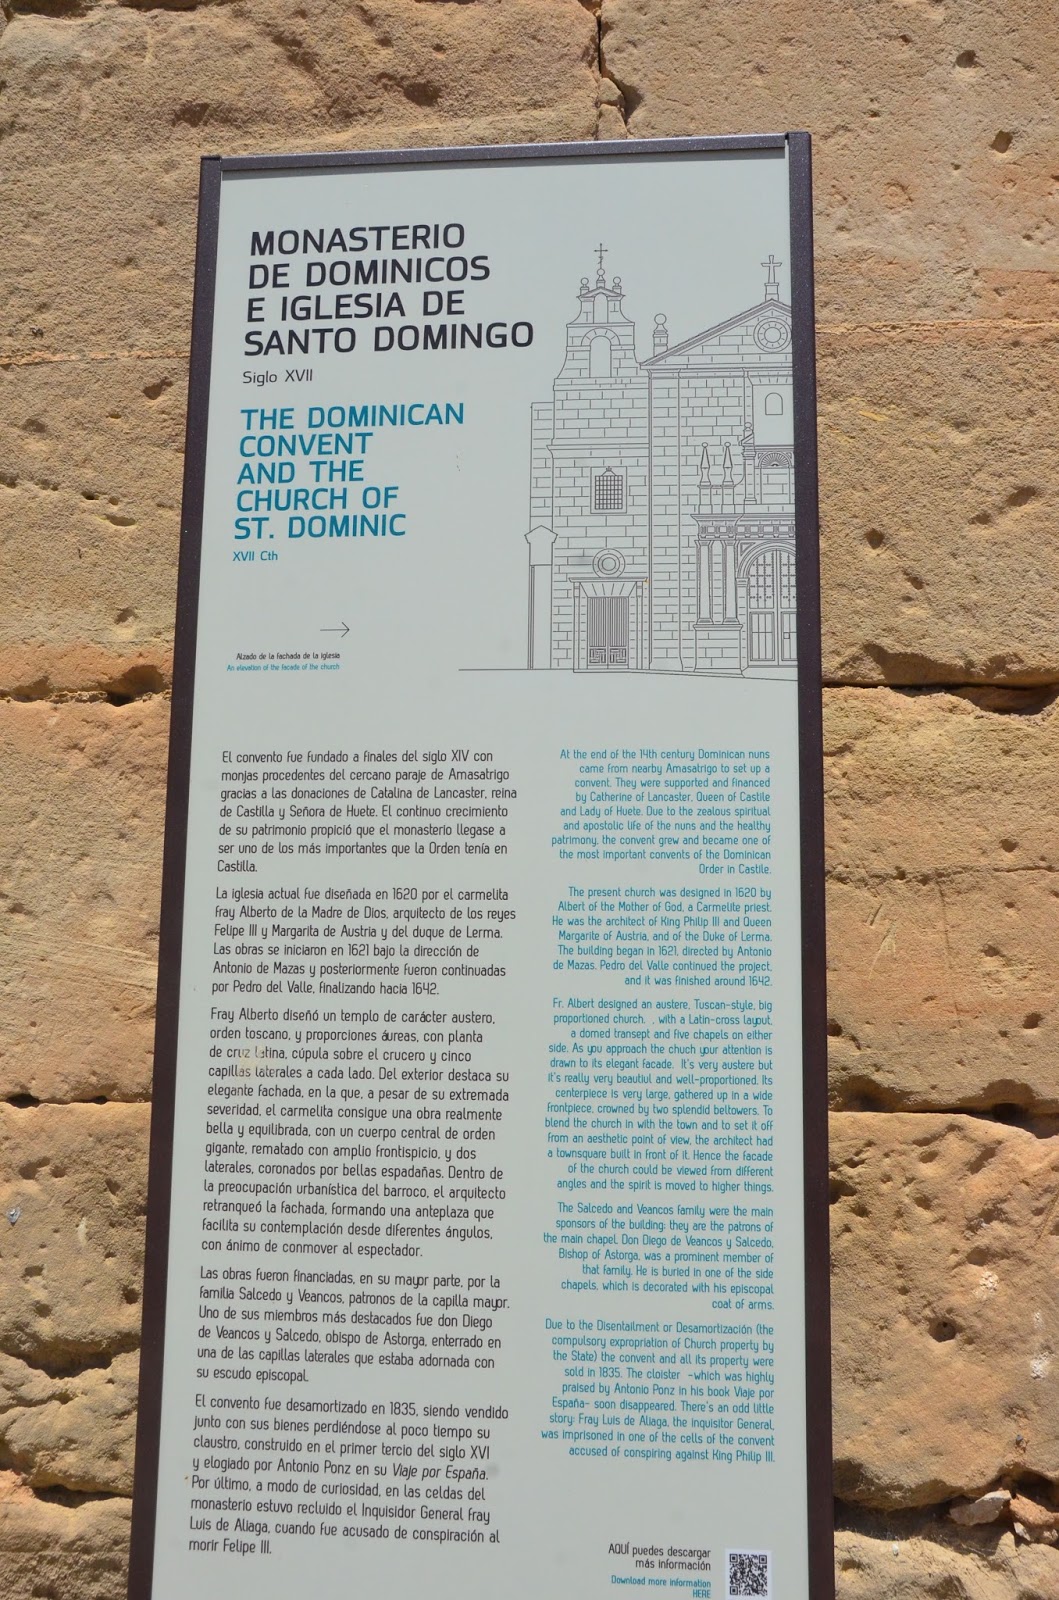 MONASTERIO
DE DOMINICOS
E IGLESIA DE
SANTO DOMINGO
Siglo XVII
THE DOMINICAN
CONVENT
AND THE
CHURCH OF
ST. DOMINIC
XVII Cth
Alzado de la fachada de la iglesia
An elevation of the facade of the church
El convento fue fundado a finales del siglo XIV con
monjas procedentes del cercano paraje de Amasatrigo
gracias a las donaciones de Catalina de Lancaster, reina
de Castilla y Señora de Huete. El continuo crecimiento
de su patrimonio propició que el monasterio llegase a
ser uno de los más importantes que la Orden tenía en
Castilla.
La iglesia actual fue diseñada en 1620 por el carmelita
fray Alberto de la Madre de Dios, arquitecto de los reyes
Felipe III y Margarita de Austria y del duque de Lerma.
Las obras se iniciaron en 1621 bajo la dirección de
Antonio de Mazas y posteriormente fueron continuadas
por Pedro del Valle, finalizando hacia 1642.
Fray Alberto diseñó un templo de carácter austero,
orden toscano, y proporciones áureas, con planta
de cruz latina, cúpula sobre el crucero y cinco
capillas laterales a cada lado. Del exterior destaca su
elegante fachada, en la que, a pesar de su extremada
severidad, el carmelita consigue una obra realmente
bella y equilibrada, con un cuerpo central de orden
gigante, rematado con amplio frontispicio, y dos
laterales, coronados por bellas espadañas. Dentro de
la preocupación urbanística del barroco, el arquitecto
retranqueó la fachada, formando una anteplaza que
facilita su contemplación desde diferentes ángulos,
con ánimo de conmover al espectador.
Las obras fueron financiadas, en su mayor parte, por la
familia Salcedo y Veancos, patronos de la capilla mayor.
Uno de sus miembros más destacados fue don Diego
de Veancos y Salcedo, obispo de Astorga, enterrado en
una de las capillas laterales que estaba adornada con
su escudo episcopal.
El convento fue desamortizado en 1835, siendo vendido
junto con sus bienes perdiéndose al poco tiempo su
claustro, construido en el primer tercio del siglo XVI
y elogiado por Antonio Ponz en su Viaje por España.
Por último, a modo de curiosidad, en las celdas del
monasterio estuvo recluido el Inquisidor General fray
Luis de Aliaga, cuando fue acusado de conspiración al
morir Felipe III.
At the end of the 14th century Dominican nuns
came from nearby Amasatrigo to set up a
convent. They were supported and financed
by Catherine of Lancaster, Queen of Castile
and Lady of Huete. Due to the zealous spiritual
and apostolic life of the nuns and the healthy
patrimony, the convent grew and became one of
the most important convents of the Dominican
Order in Castile.
The present church was designed in 1620 by
Albert of the Mother of God, a Carmelite priest.
He was the architect of King Philip III and Queen
Margarite of Austria, and of the Duke of Lerma.
The building began in 1621, directed by Antonio
de Mazas. Pedro del Valle continued the project,
and it was finished around 1642.
Fr. Albert designed an austere, Tuscan-style, big
proportioned church, , with a Latin-cross layout,
a domed transept and five chapels on either
side. As you approach the chuch your attention is
drawn to its elegant facade. It's very austere but
it's really very beautiul and well-proportioned. Its
centerpiece is very large, gathered up in a wide
frontpiece, crowned by two splendid beltowers. To
blend the church in with the town and to set it off
from an aesthetic point of view, the architect had
a townsquare built in front of it. Hence the facade
of the church could be viewed from different
angles and the spirit is moved to higher things.
The Salcedo and Veancos family were the main
sponsors of the building; they are the patrons of
the main chapel. Don Diego de Veancos y Salcedo,
Bishop of Astorga, was a prominent member of
that family. He is buried in one of the side
chapels, which is decorated with his episcopal
coat of arms.
Due to the Disentailment or Desamortización (the
compulsory expropriation of Church property by
the State) the convent and all its property were
sold in 1835. The cloister -which was highly
praised by Antonio Ponz in his book Viaje por
España- soon disappeared. There's an odd little
story: Fray Luis de Aliaga, the inquisitor General,
was imprisoned in one of the cells of the convent
accused of conspiring against King Philip III.
AQUÍ puedes descargar
más información
Download more information
HERE